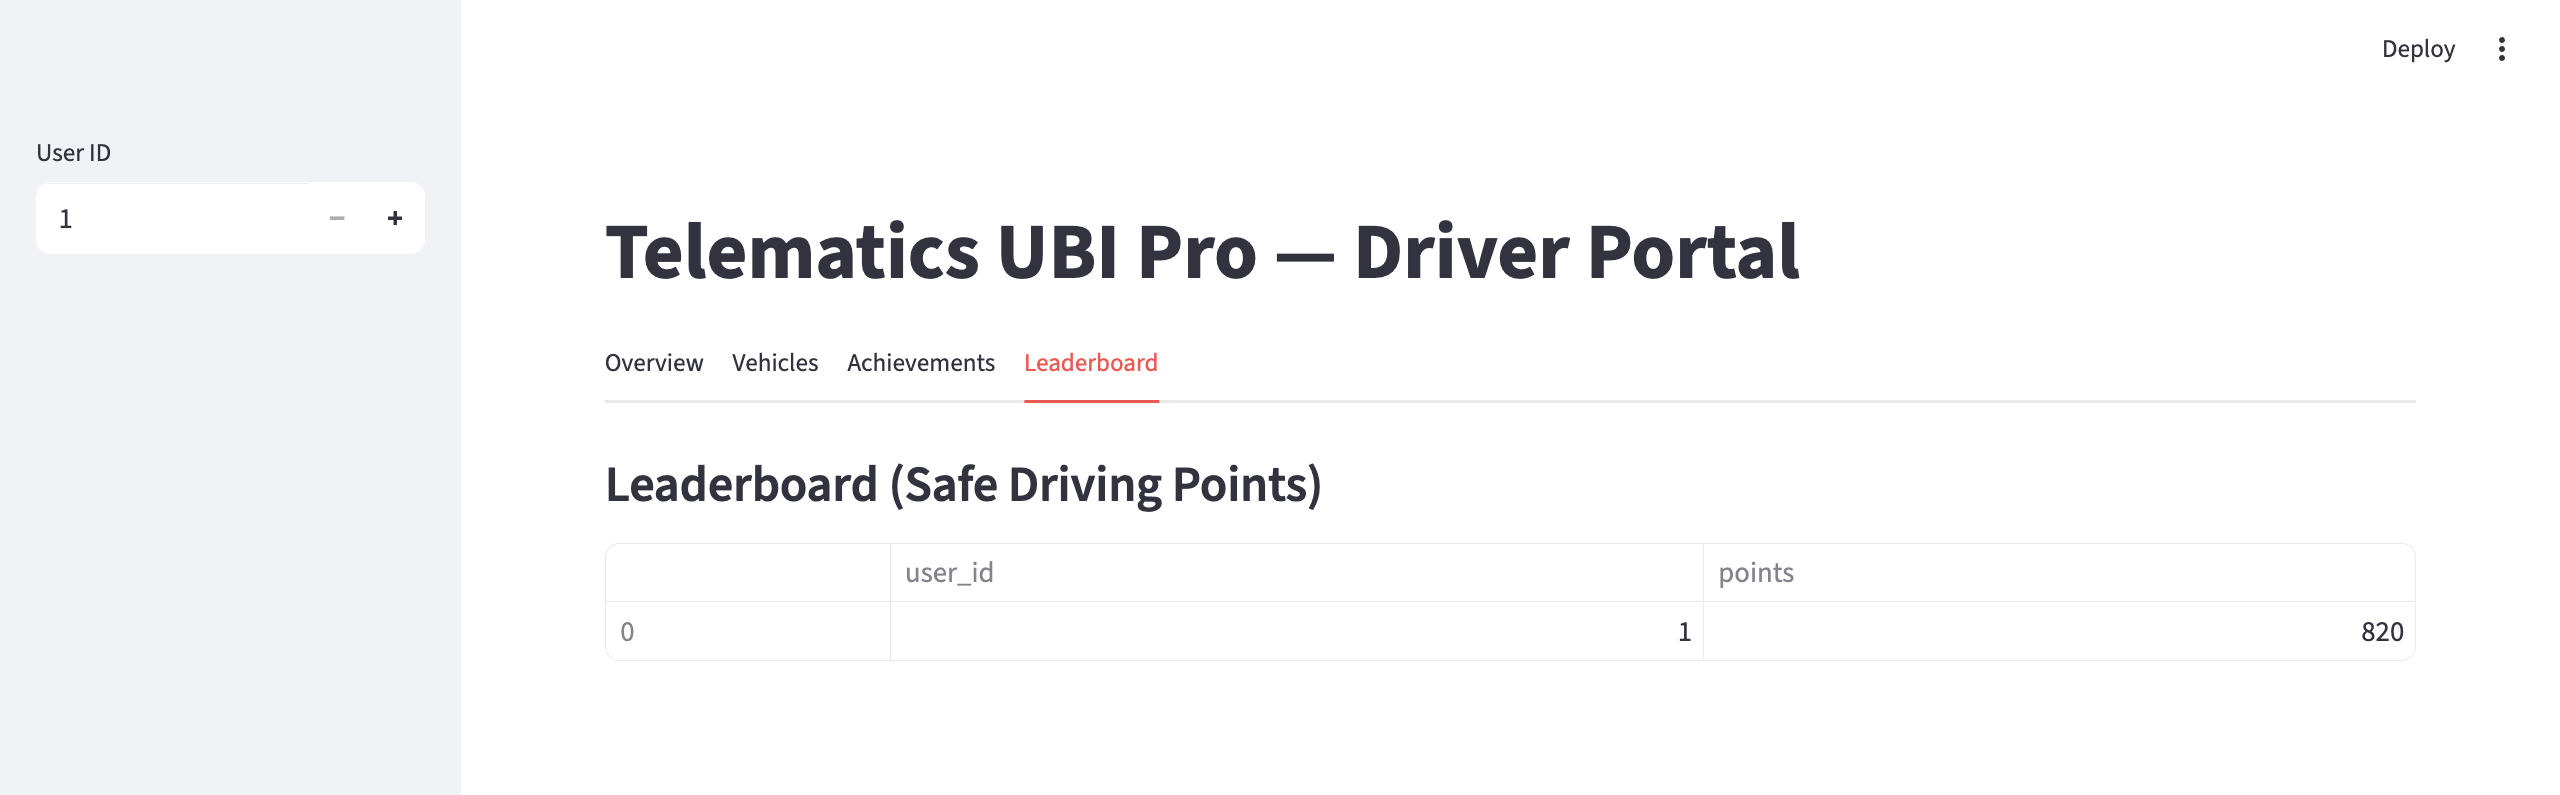 Deploy
User ID
1
Telematics UBI Pro — Driver Portal
Overview Vehicles Achievements Leaderboard
Leaderboard (Safe Driving Points)
user_id points
0 1 820